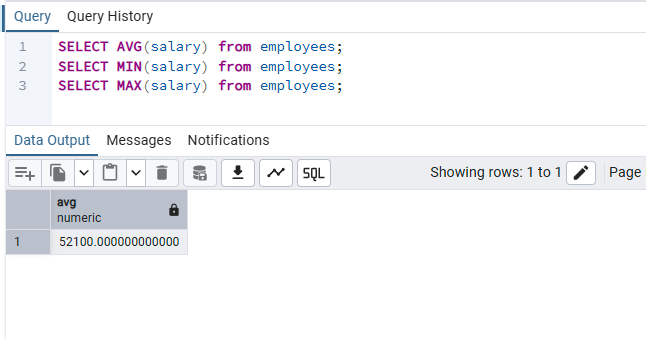 Query Query History
1 SELECT AVG(salary) from employees;
2 SELECT MIN(salary) from employees;
3 SELECT MAX(salary) from employees;
Data Output Messages Notifications
SQL Showing rows: 1 to 1 Page
avg
numeric
1 52100.000000000000